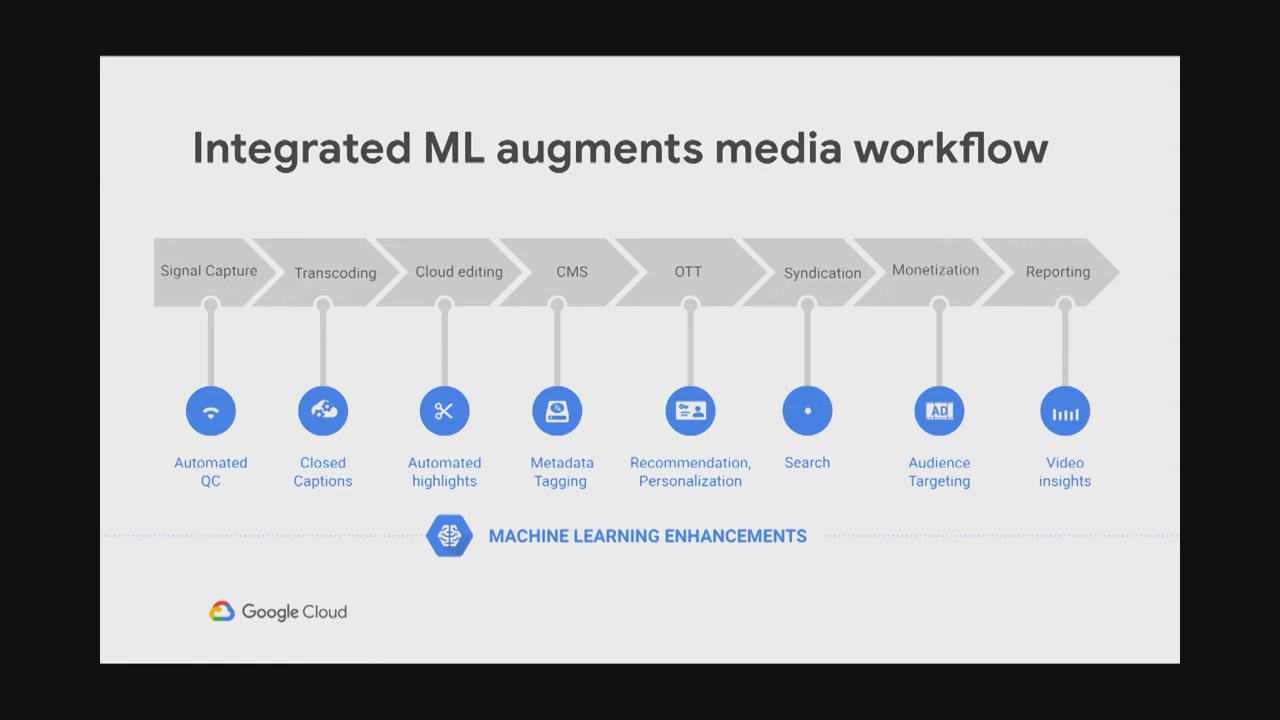 Integrated ML augments media workflow
Signal Capture
Transcoding
Cloud editing
CMS
OTT
Syndication
Monetization
Reporting
AD
Automated
QC
Closed
Captions
Automated
highlights
Metadata
Tagging
Recommendation,
Personalization
Search
Audience
Targeting
Video
insights
MACHINE LEARNING ENHANCEMENTS
Google Cloud